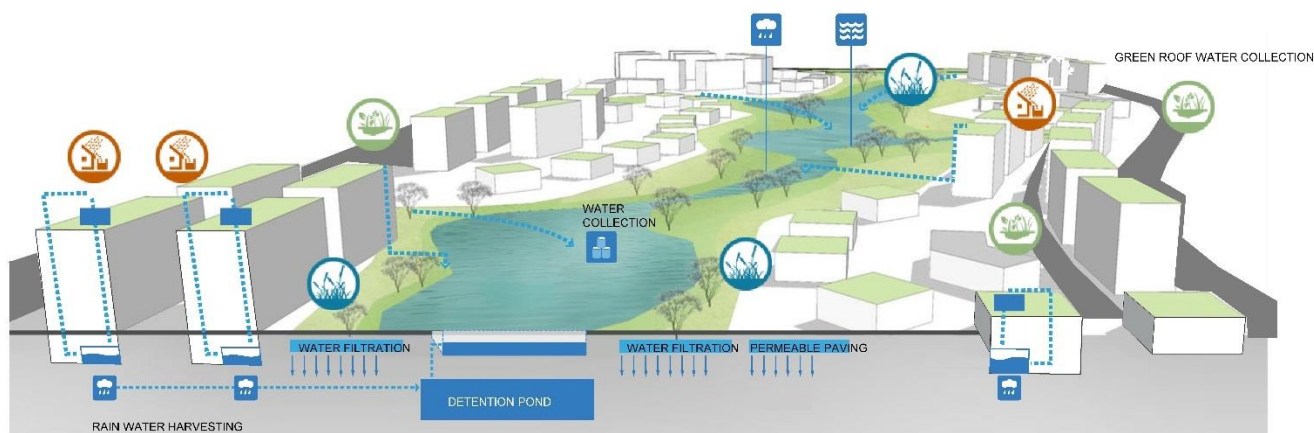 GREEN ROOF WATER COLLECTION
WATER
COLLECTION
WATER FILTRATION
WATER FILTRATION
PERMEABLE PAVING
DETENTION POND
RAIN WATER HARVESTING